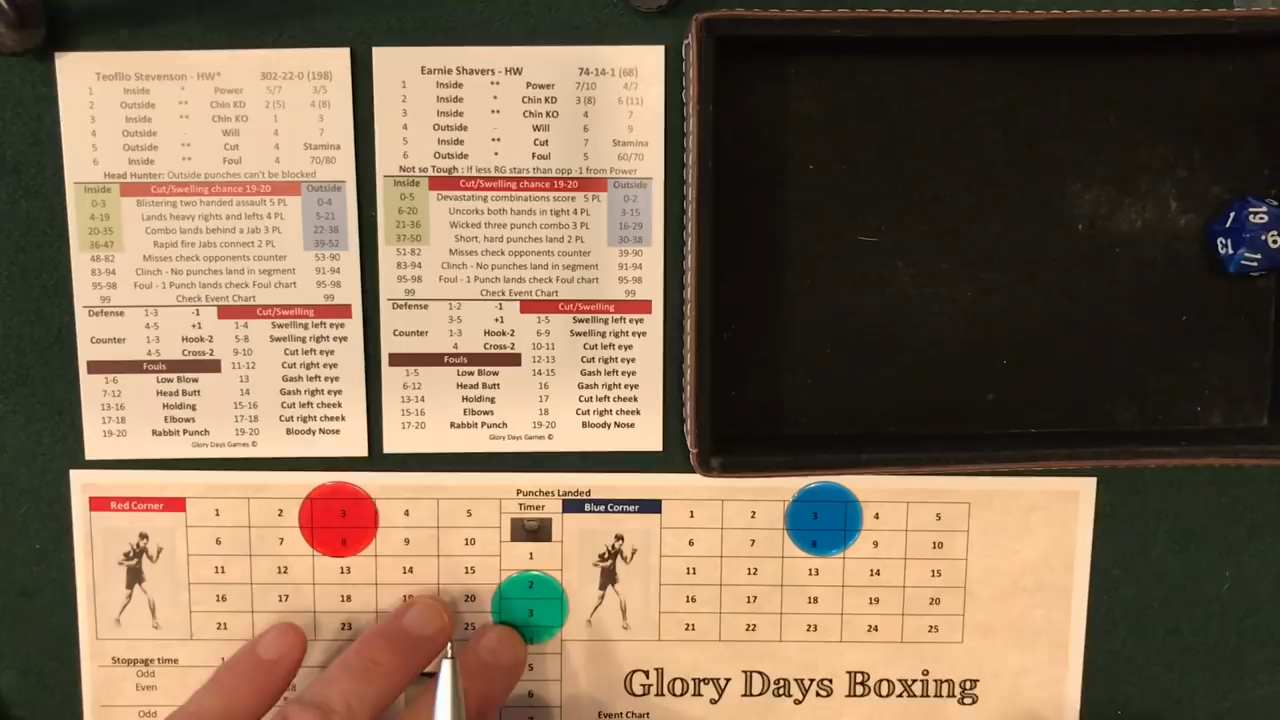 Teofilo Stevenson - HW* 302-22-0 (198)
1 Inside * Power 5/7 3/5
2 Outside ** Chin KD 2 (5) 4 (8)
3 Inside ** Chin KO 1 3
4 Outside - Will 4 7
5 Outside ** Cut 4 Stamina
6 Inside ** Foul 4 70/80
Head Hunter: Outside punches can't be blocked
Inside Cut/Swelling chance 19-20 Outside
0-3 Blistering two handed assault 5 PL 0-4
4-19 Lands heavy rights and lefts 4 PL 5-21
20-35 Combo lands behind a Jab 3 PL 22-38
36-47 Rapid fire Jabs connect 2 PL 39-52
48-82 Misses check opponents counter 53-90
83-94 Clinch - No punches land in segment 91-94
95-98 Foul - 1 Punch lands check Foul chart 95-98
99 Check Event Chart 99
Defense 1-3 -1 Cut/Swelling
4-5 +1 1-4 Swelling left eye
Counter 1-3 Hook-2 5-8 Swelling right eye
4-5 Cross-2 9-10 Cut left eye
Fouls 11-12 Cut right eye
1-6 Low Blow 13 Gash left eye
7-12 Head Butt 14 Gash right eye
13-16 Holding 15-16 Cut left cheek
17-18 Elbows 17-18 Cut right cheek
19-20 Rabbit Punch 19-20 Bloody Nose
Glory Days Games ©
Earnie Shavers - HW 74-14-1 (68)
1 Inside ** Power 7/10 4/7
2 Inside * Chin KD 3 (8) 6 (11)
3 Inside ** Chin KO 4 7
4 Outside - Will 6 9
5 Inside ** Cut 7 Stamina
6 Outside * Foul 5 60/70
Not so Tough : If less RG stars than opp -1 from Power
Inside Cut/Swelling chance 19-20 Outside
0-5 Devastating combinations score 5 PL 0-2
6-20 Uncorks both hands in tight 4 PL 3-15
21-36 Wicked three punch combo 3 PL 16-29
37-50 Short, hard punches land 2 PL 30-38
51-82 Misses check opponents counter 39-90
83-94 Clinch - No punches land in segment 91-94
95-98 Foul - 1 Punch lands check Foul chart 95-98
99 Check Event Chart 99
Defense 1-2 -1 Cut/Swelling
3-5 +1 1-5 Swelling left eye
Counter 1-3 Hook-2 6-9 Swelling right eye
4 Cross-2 10-11 Cut left eye
Fouls 12-13 Cut right eye
1-5 Low Blow 14-15 Gash left eye
6-12 Head Butt 16 Gash right eye
13-14 Holding 17 Cut left cheek
15-16 Elbows 18 Cut right cheek
17-20 Rabbit Punch 19-20 Bloody Nose
Glory Days Games ©
1 19 13 11 9.
Punches Landed
Red Corner 1 2 3 4 5 Timer Blue Corner 1 2 3 4 5
6 7 8 9 10 6 7 8 9 10
1
11 12 13 14 15 11 12 13 14 15
2
16 17 18 19 20 16 17 18 19 20
3
21 23 25 21 22 23 24 25
Stoppage time 1
Odd 5
Even 6
Odd
Glory Days Boxing
Event Chart